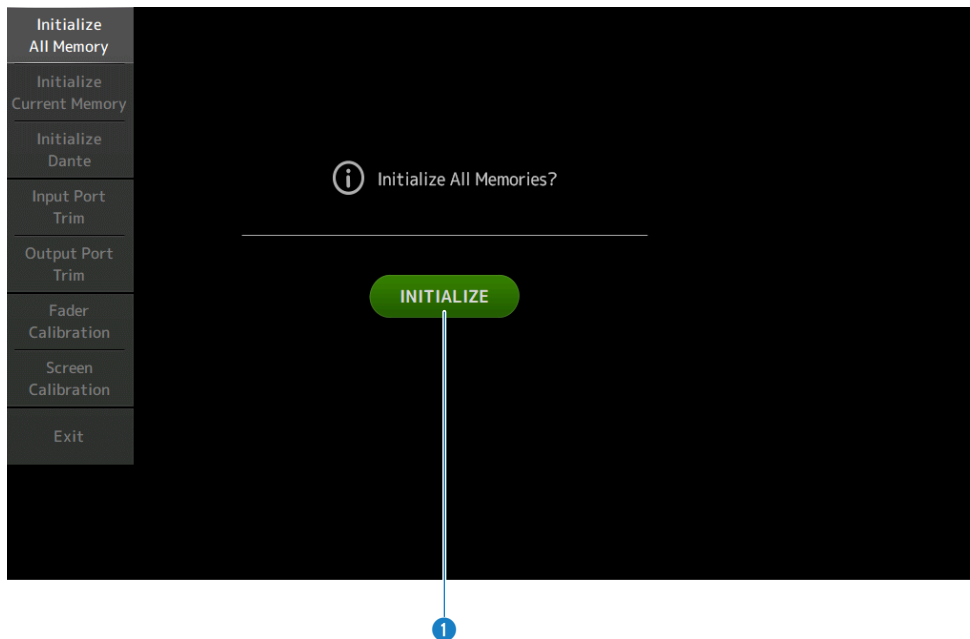 Initialize
All Memory
Initialize
Current Memory
Initialize
Dante
Input Port
Trim
Output Port
Trim
Fader
Calibration
Screen
Calibration
Exit
Initialize All Memories?
INITIALIZE
1